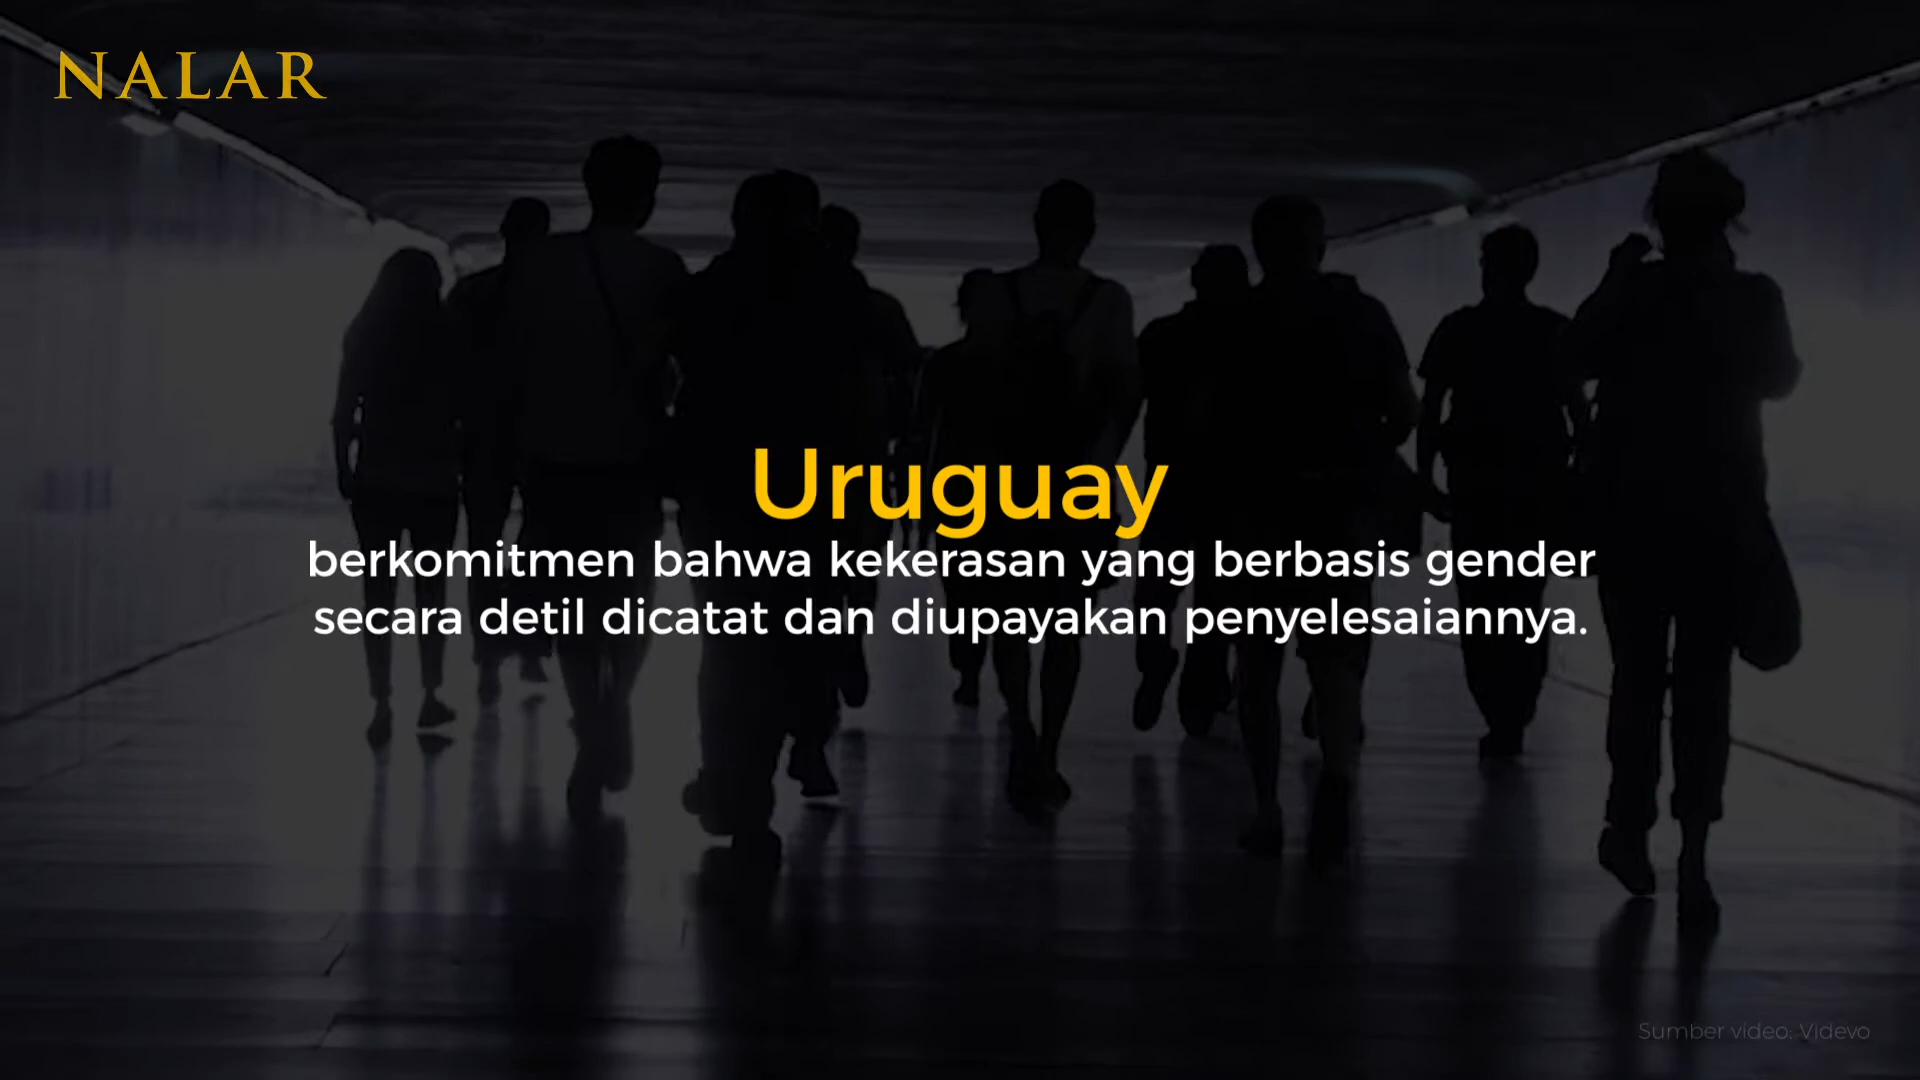 NALAR
Uruguay
berkomitmen bahwa kekerasan yang berbasis gender
secara detil dicatat dan diupayakan penyelesaiannya.
Sumber video: Videvo